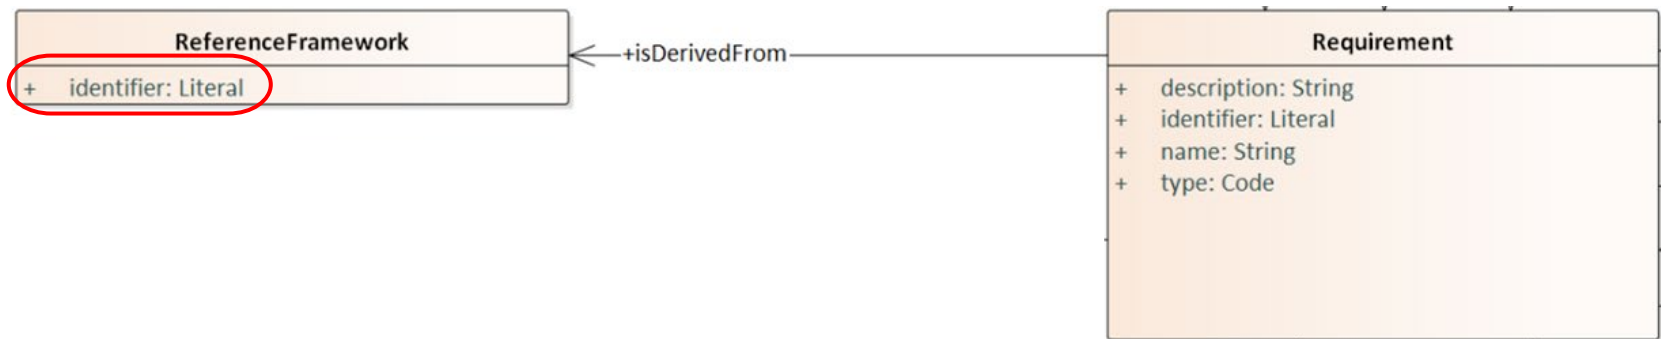 ReferenceFramework
+ identifier: Literal
+isDerivedFrom
Requirement
+ description: String
+ identifier: Literal
+ name: String
+ type: Code